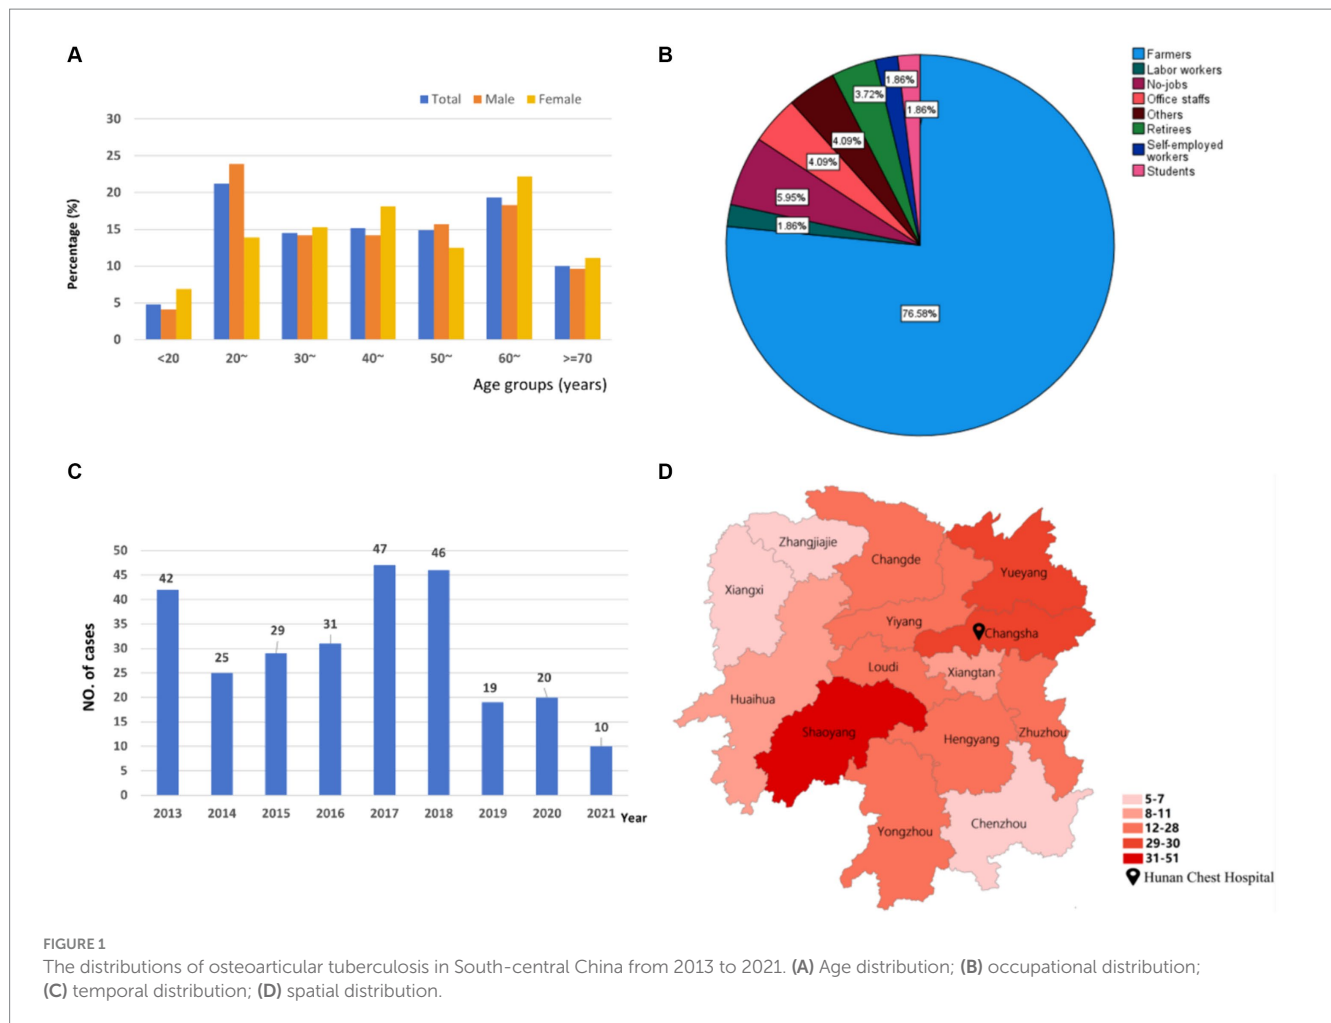 A
Total Male Female
30
25
20
15
10
5
0
Percentage (%)
<20 20~ 30~ 40~ 50~ 60~ >=70
Age groups (years)
B
1.86%
3.72%
1.86%
4.09%
4.09%
5.95%
1.86%
76.58%
Farmers
Labor workers
No-jobs
Office staffs
Others
Retirees
Self-employed
workers
Students
C
50
45
40
35
30
25
20
15
10
5
0
NO. of cases
42
25
29
31
47
46
19
20
10
2013 2014 2015 2016 2017 2018 2019 2020 2021 Year
D
Zhangjiajie
Changde
Xiangxi
Yueyang
Yiyang
Changsha
Loudi
Xiangtan
Huaihua
Shaoyang
Hengyang
Zhuzhou
Yongzhou
Chenzhou
5-7
8-11
12-28
29-30
31-51
Hunan Chest Hospital
FIGURE 1
The distributions of osteoarticular tuberculosis in South-central China from 2013 to 2021. (A) Age distribution; (B) occupational distribution;
(C) temporal distribution; (D) spatial distribution.